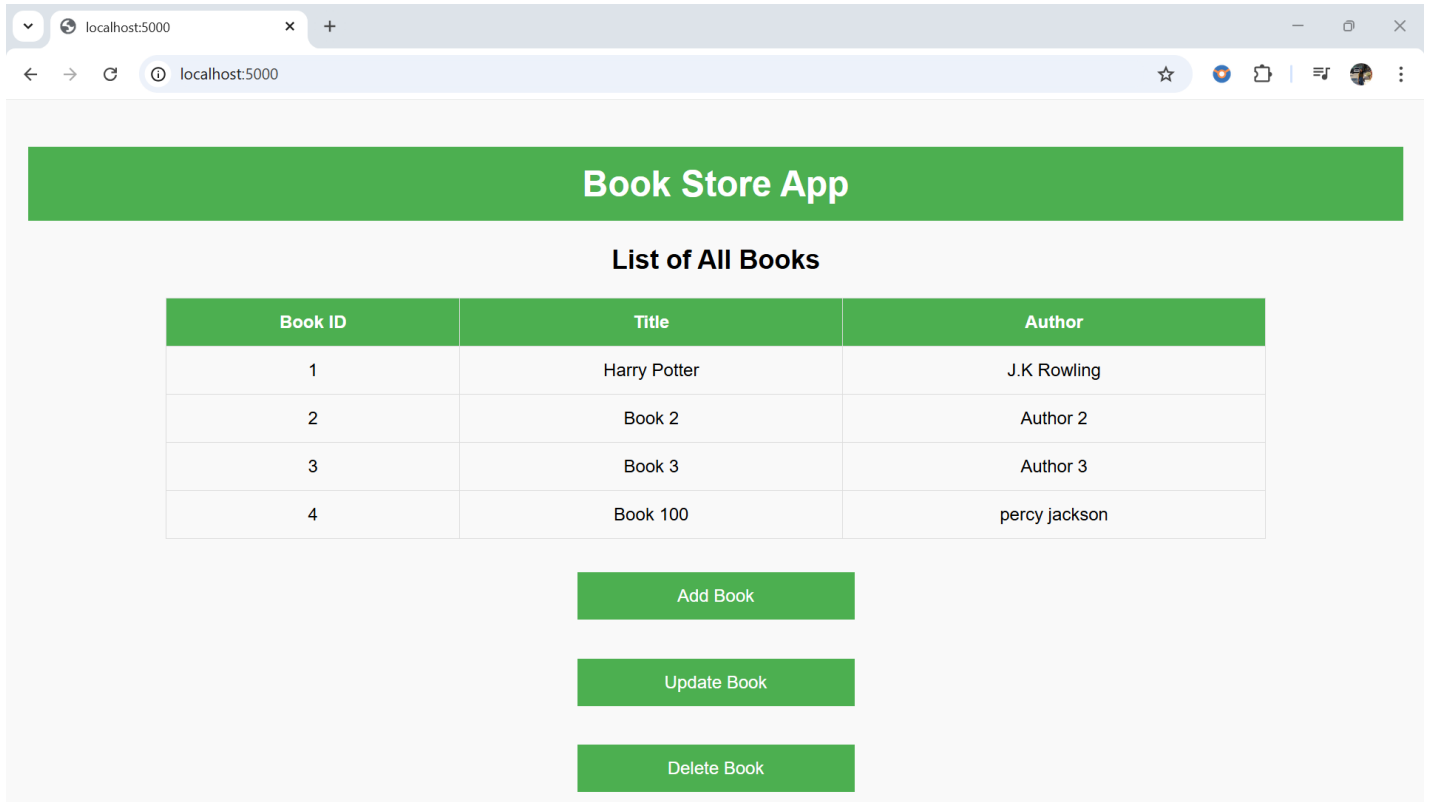 localhost:5000
localhost:5000
Book Store App
List of All Books
Book ID Title Author
1 Harry Potter J.K Rowling
2 Book 2 Author 2
3 Book 3 Author 3
4 Book 100 percy jackson
Add Book
Update Book
Delete Book